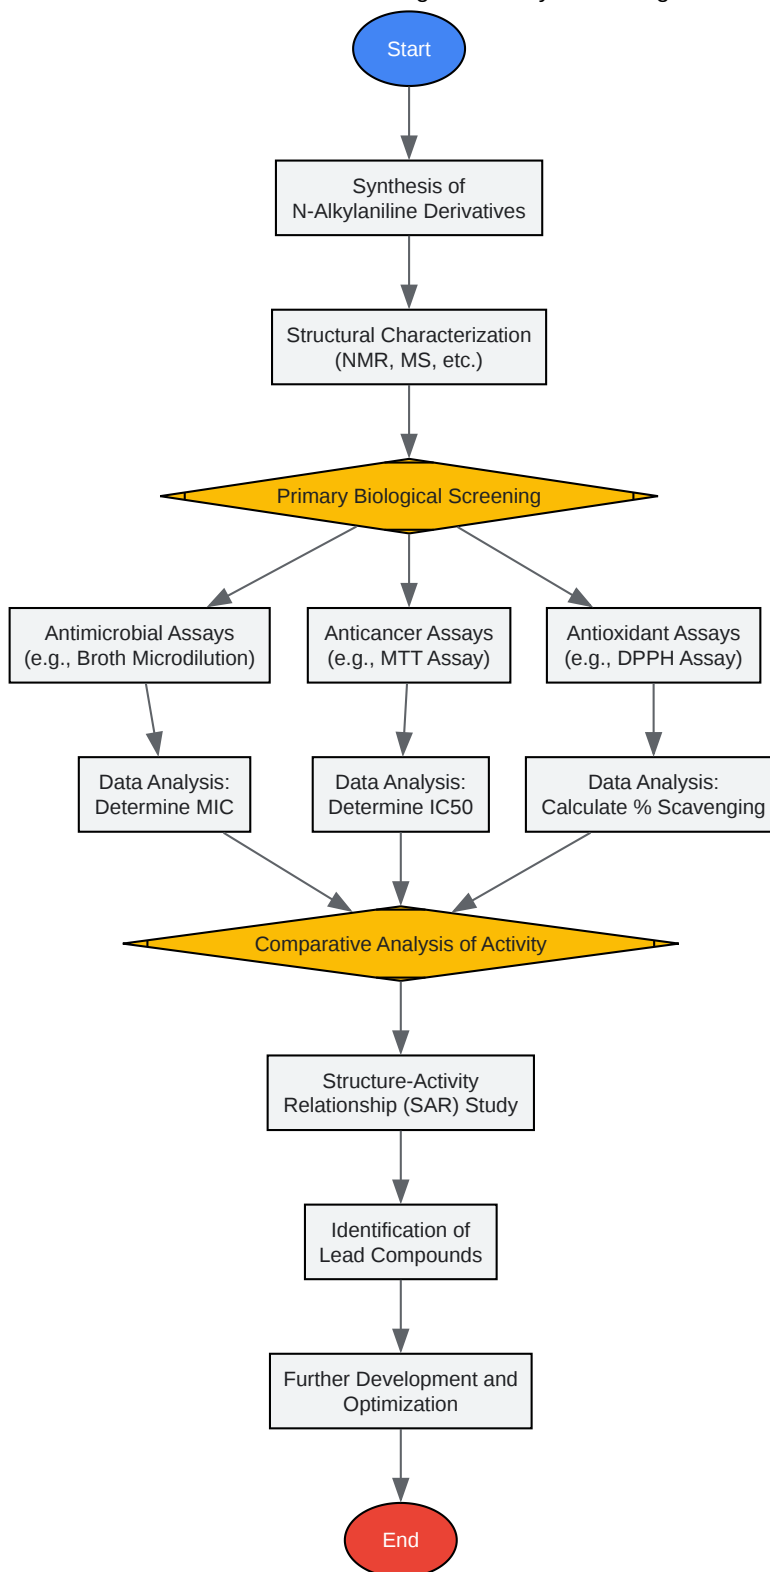 Start
Synthesis of
N-Alkylaniline Derivatives
Structural Characterization
(NMR, MS, etc.)
Primary Biological Screening
Antimicrobial Assays
(e.g., Broth Microdilution)
Anticancer Assays
(e.g., MTT Assay)
Antioxidant Assays
(e.g., DPPH Assay)
Data Analysis:
Determine MIC
Data Analysis:
Determine IC50
Data Analysis:
Calculate % Scavenging
Comparative Analysis of Activity
Structure-Activity
Relationship (SAR) Study
Identification of
Lead Compounds
Further Development and
Optimization
End